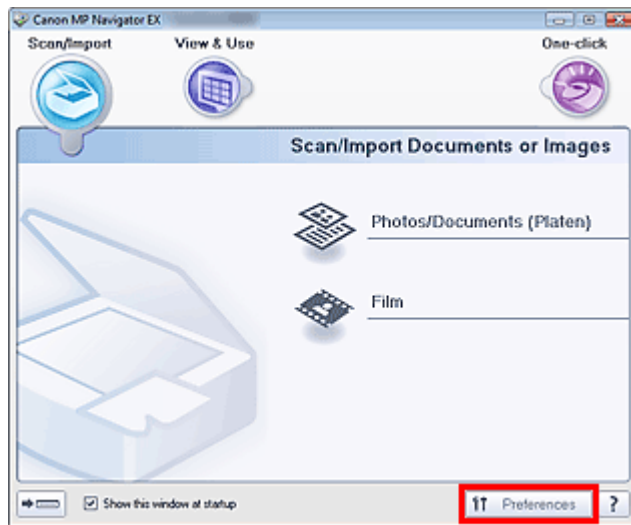 Canon MP Navigator EX
Scan/Import
View & Use
One-click
Scan/Import Documents or Images
Photos/Documents (Platen)
Film
Show this window at startup
Preferences
?